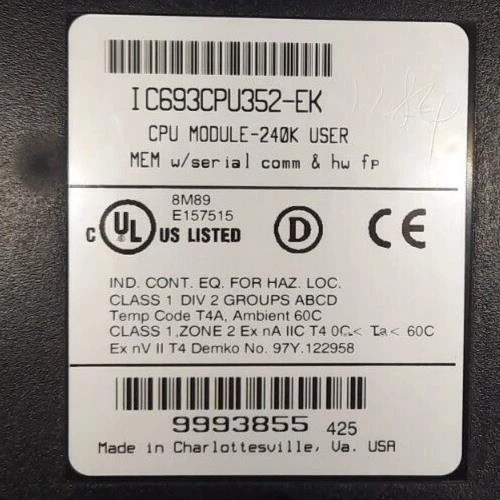 IC693CPU352-EK
CPU MODULE-240K USER
MEM w/serial comm & hw fp
8M89
E157515
C UL US LISTED D CE
IND. CONT. EQ. FOR HAZ. LOC.
CLASS 1 DIV 2 GROUPS ABCD
Temp Code T4A, Ambient 60C
CLASS 1,ZONE 2 Ex nA IIC T4 0C< Ta< 60C
Ex nV II T4 Demko No. 97Y.122958
9993855 425
Made in Charlottesville, Va. USA